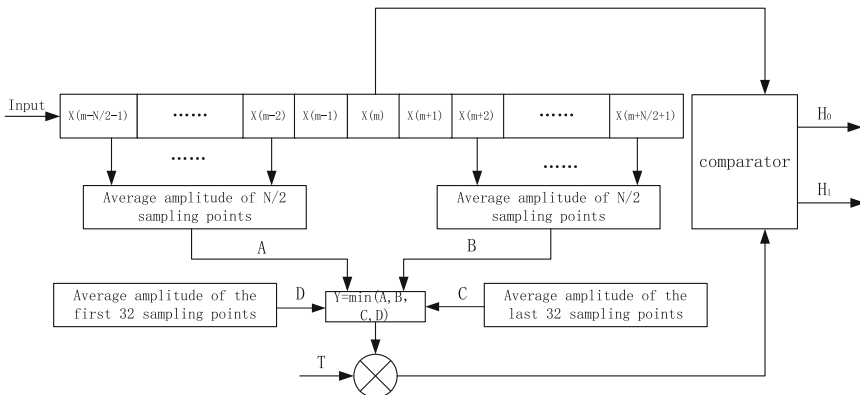 Input
X(m-N/2-1) …… X(m-2) X(m-1) X(m) X(m+1) X(m+2) …… X(m+N/2+1)
…… ……
comparator
H₀
H₁
Average amplitude of N/2
sampling points
Average amplitude of N/2
sampling points
A
B
Average amplitude of the
first 32 sampling points
D
Y=min(A,B,
C,D)
C
Average amplitude of the
last 32 sampling points
T